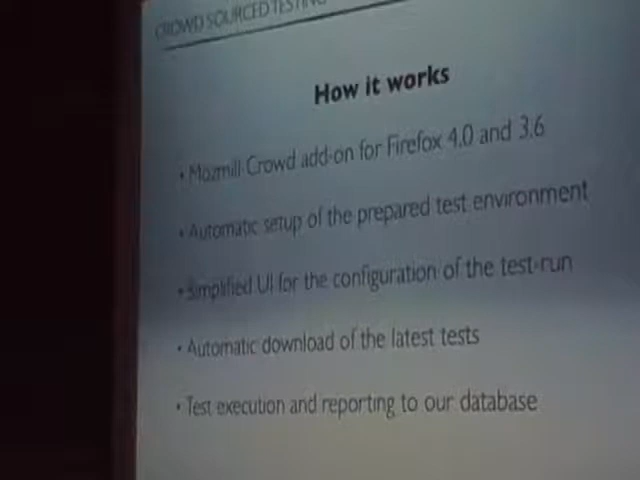 CROWD SOURCED TESTING
How it works
• Mozmill Crowd add-on for Firefox 4.0 and 3.6
• Automatic setup of the prepared test environment
• Simplified UI for the configuration of the test-run
• Automatic download of the latest tests
• Test execution and reporting to our database